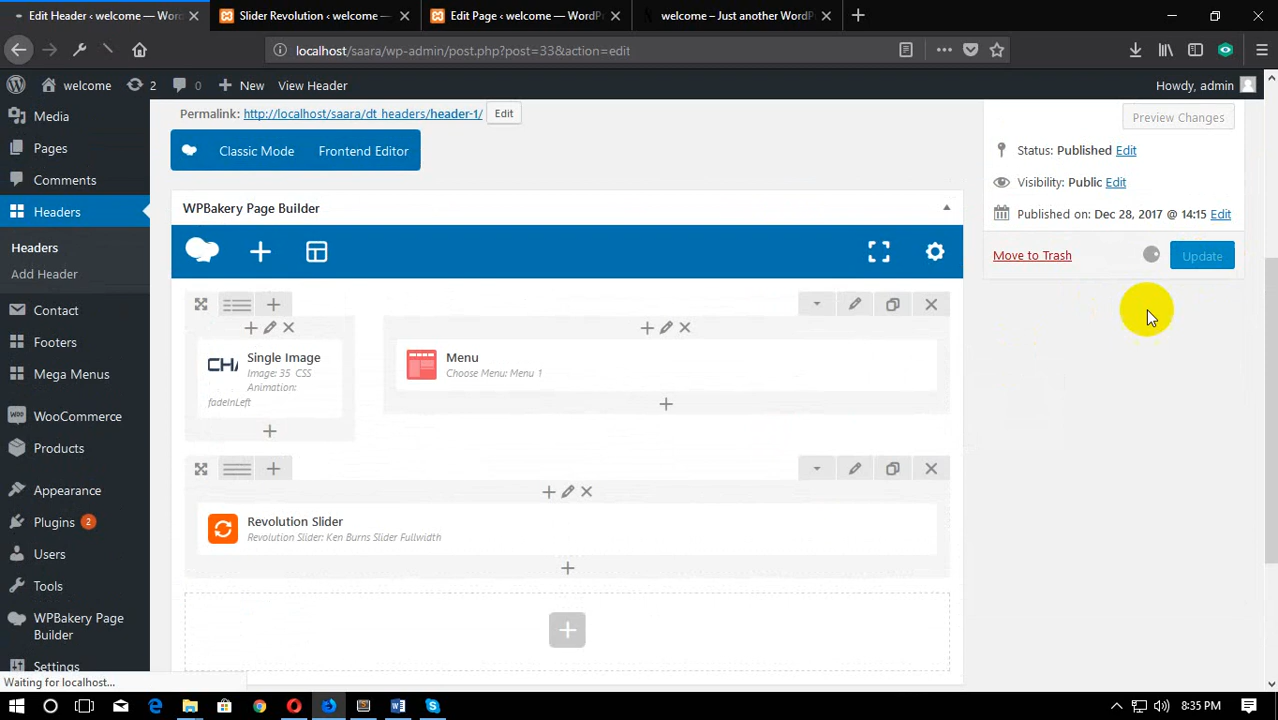 Edit Header ‹ welcome — Wor
Slider Revolution ‹ welcome —
Edit Page ‹ welcome — WordPr
welcome – Just another WordP
localhost/saara/wp-admin/post.php?post=33&action=edit
welcome
2
0
New
View Header
Howdy, admin
Media
Pages
Comments
Headers
Headers
Add Header
Contact
Footers
Mega Menus
WooCommerce
Products
Appearance
Plugins 2
Users
Tools
WPBakery Page
Builder
Settings
Permalink: http://localhost/saara/dt_headers/header-1/ Edit
Classic Mode
Frontend Editor
WPBakery Page Builder
CHA
Single Image
Image: 35 CSS
Animation:
fadeInLeft
Menu
Choose Menu: Menu 1
Revolution Slider
Revolution Slider: Ken Burns Slider Fullwidth
Preview Changes
Status: Published Edit
Visibility: Public Edit
Published on: Dec 28, 2017 @ 14:15 Edit
Move to Trash
Update
Waiting for localhost...
8:35 PM